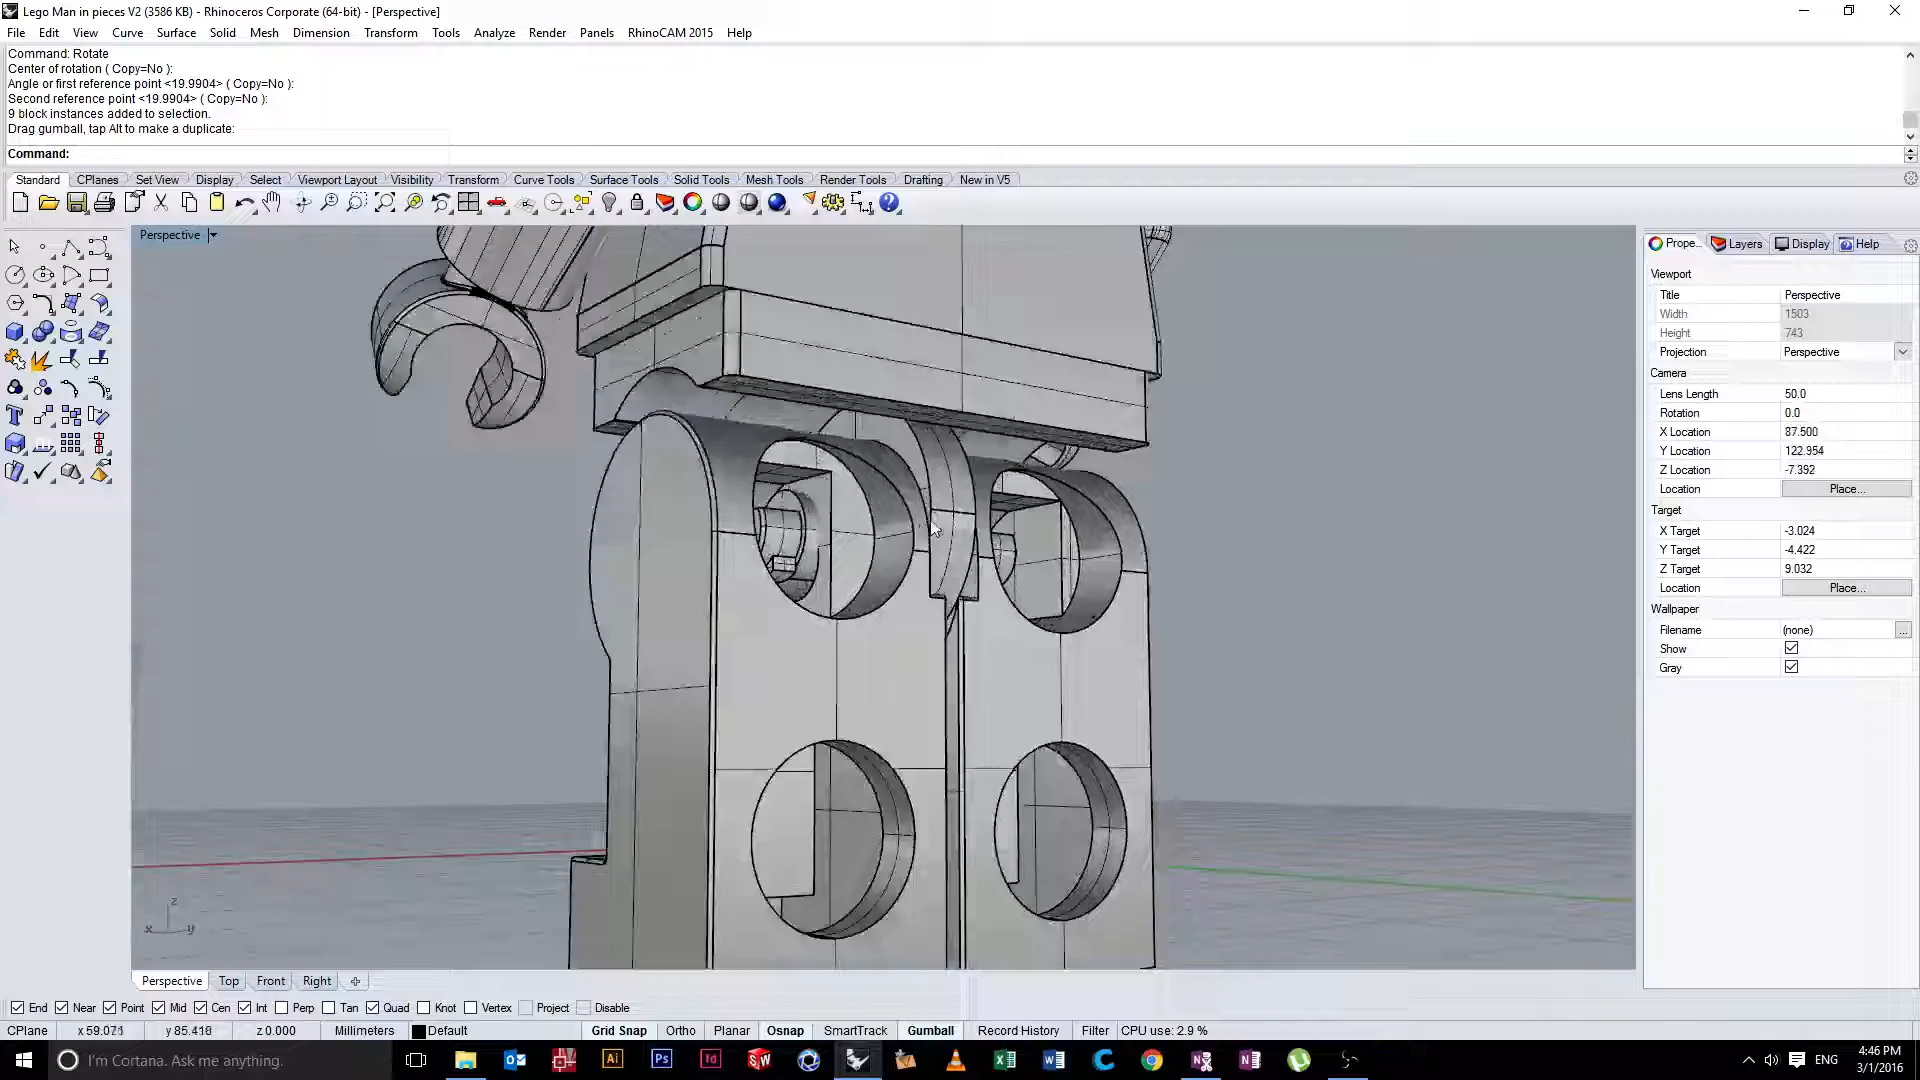 Lego Man in pieces V2 (3586 KB) - Rhinoceros Corporate (64-bit) - [Perspective]
File Edit View Curve Surface Solid Mesh Dimension Transform Tools Analyze Render Panels RhinoCAM 2015 Help
Command: Rotate
Center of rotation ( Copy=No ):
Angle or first reference point <19.9904> ( Copy=No ):
Second reference point <19.9904> ( Copy=No ):
9 block instances added to selection.
Drag gumball, tap Alt to make a duplicate:
Command:
Standard CPlanes Set View Display Select Viewport Layout Visibility Transform Curve Tools Surface Tools Solid Tools Mesh Tools Render Tools Drafting New in V5
Perspective
Prope... Layers Display Help
Viewport
Title Perspective
Width 1503
Height 743
Projection Perspective
Camera
Lens Length 50.0
Rotation 0.0
X Location 87.500
Y Location 122.954
Z Location -7.392
Location Place...
Target
X Target -3.024
Y Target -4.422
Z Target 9.032
Location Place...
Wallpaper
Filename (none) ...
Show
Gray
z
x y
Perspective Top Front Right
End Near Point Mid Cen Int Perp Tan Quad Knot Vertex Project Disable
CPlane x 59.071 y 85.418 z 0.000 Millimeters Default Grid Snap Ortho Planar Osnap SmartTrack Gumball Record History Filter CPU use: 2.9 %
I'm Cortana. Ask me anything.
Ai Ps Id SW
ENG
4:46 PM
3/1/2016